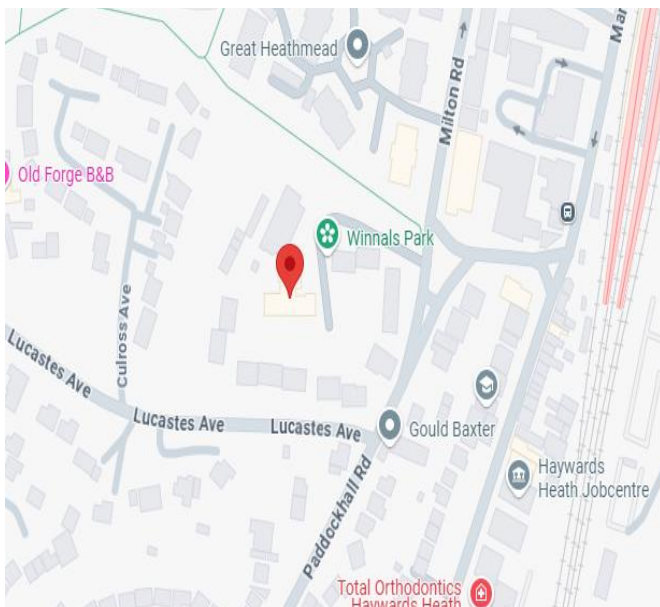 Great Heathmead
Milton Rd
Mar
Old Forge B&B
Winnals Park
Culross Ave
Lucastes Ave
Lucastes Ave
Lucastes Ave
Gould Baxter
Paddockhall Rd
Haywards
Heath Jobcentre
Total Orthodontics
Haywards Heath